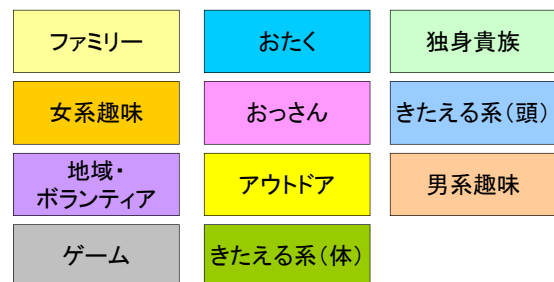 ファミリー
おたく
独身貴族
女系趣味
おっさん
きたえる系(頭)
地域・
ボランティア
アウトドア
男系趣味
ゲーム
きたえる系(体)